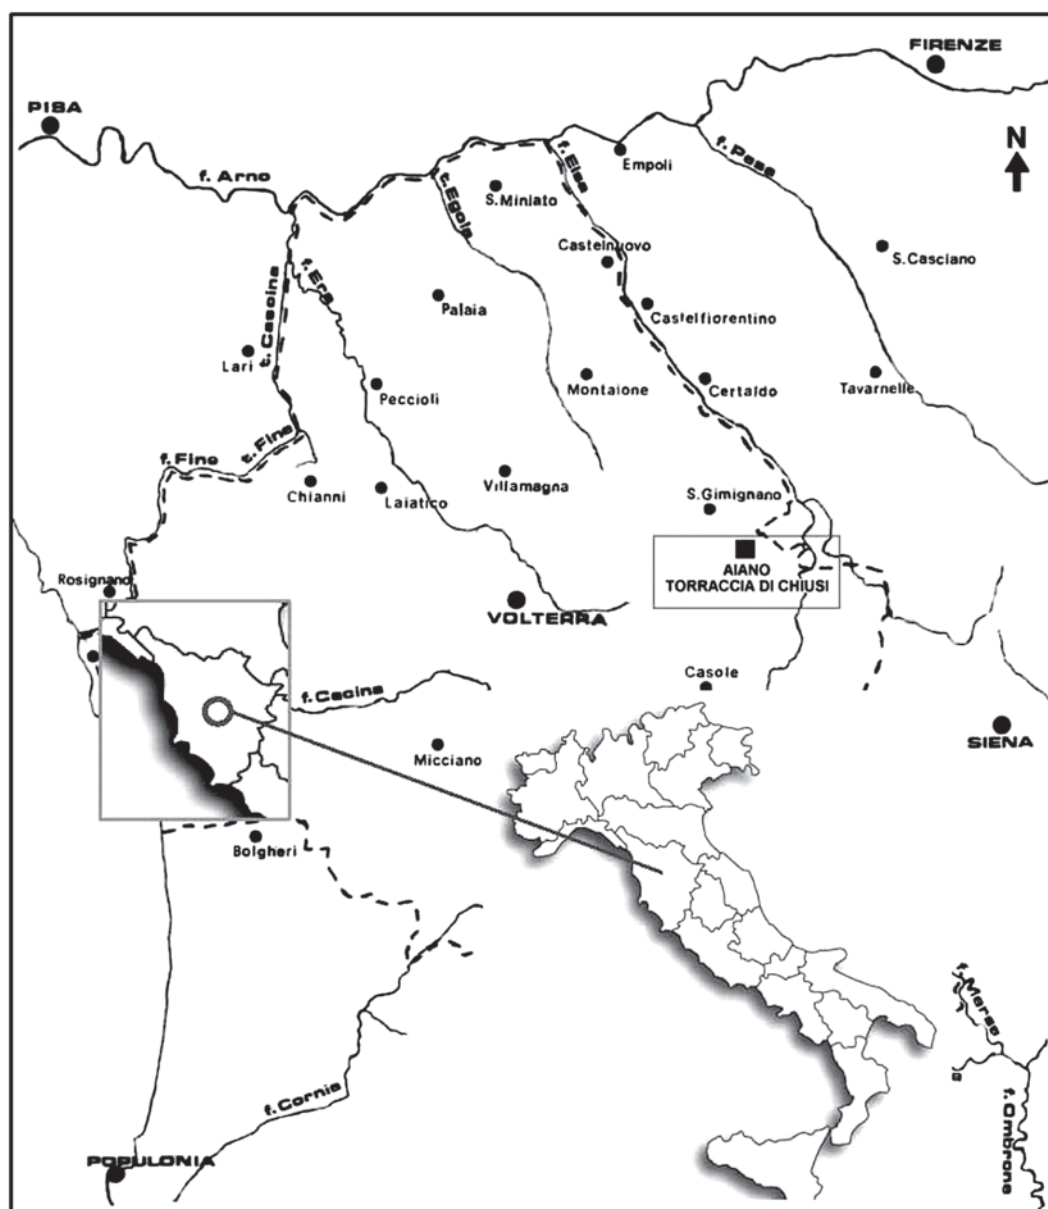 FIRENZE
PISA
N
Empoli
f. Elsa
f. Pesa
f. Arno
t. Egola
S. Miniato
Castelnuovo
S. Casciano
f. Era
t. Cascina
Palaia
Castelfiorentino
Lari
Peccioli
Montaione
Certaldo
Tavarnelle
t. Fine
f. Fine
Chianni
Laiatico
Villamagna
S. Gimignano
AIANO
TORRACCIA DI CHIUSI
Rosignano
VOLTERRA
Casole
f. Cecina
SIENA
Micciano
Bolgheri
f. Merse
f. Cornia
f. Ombrone
POPULONIA